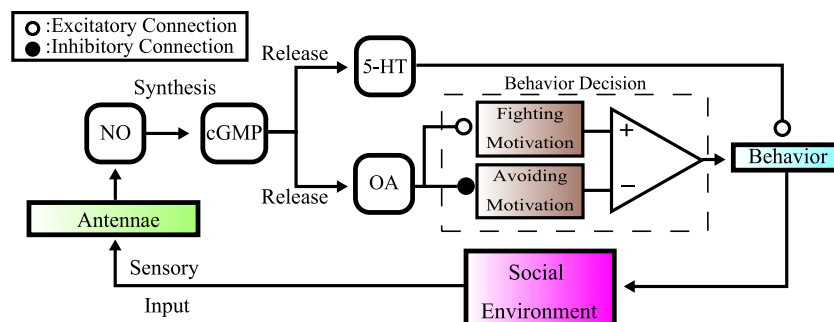 :Excitatory Connection
:Inhibitory Connection
Release
5-HT
Synthesis
Behavior Decision
NO
cGMP
Fighting
Motivation
+
Behavior
Release
OA
Avoiding
Motivation
−
Antennae
Sensory
Input
Social
Environment